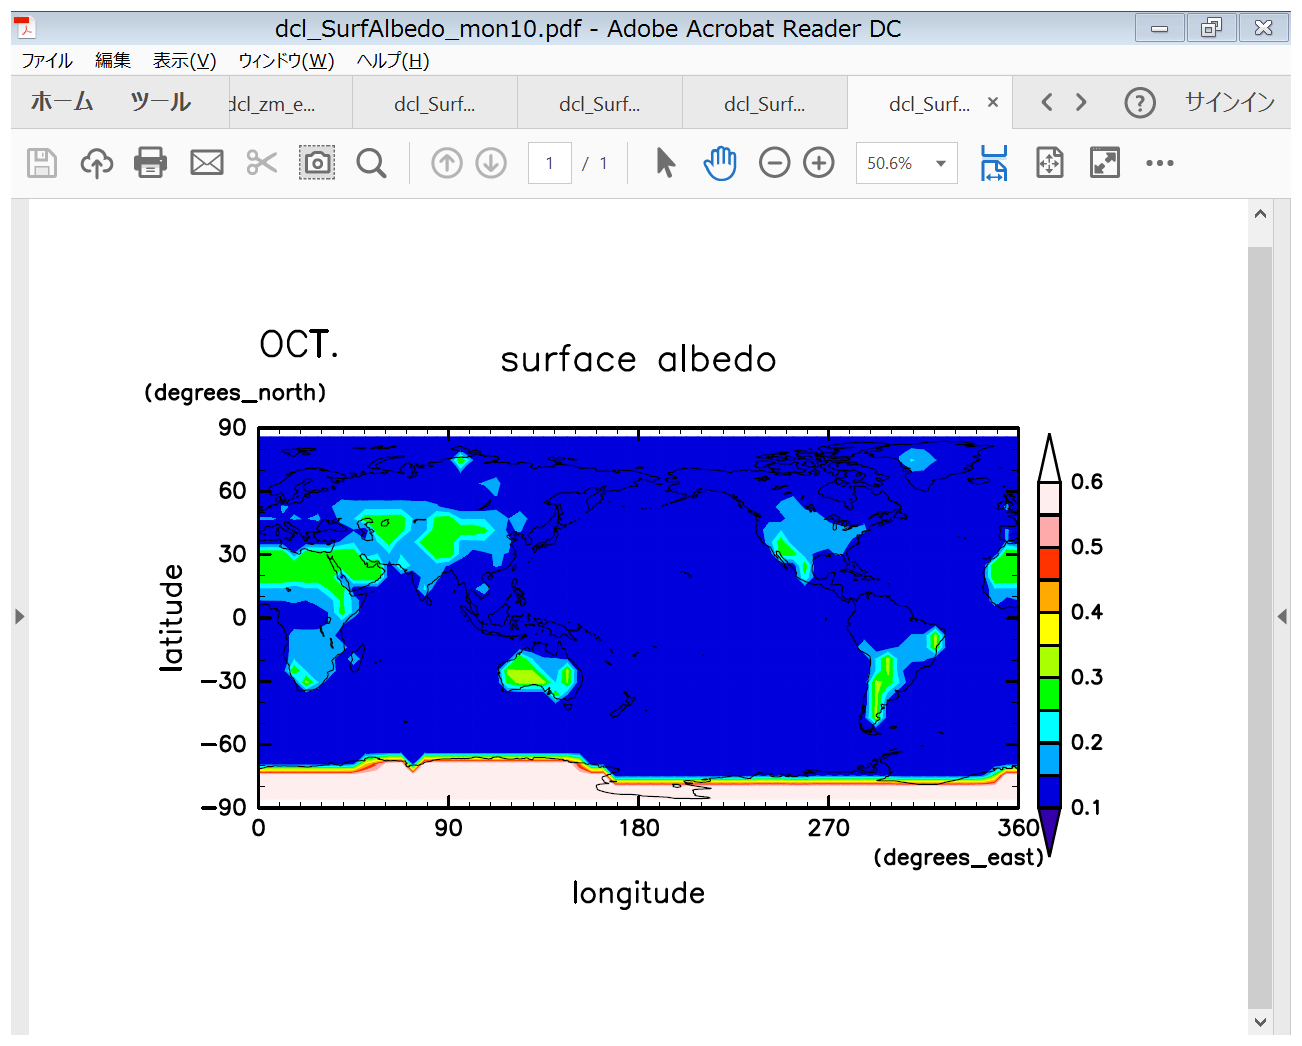 dcl_SurfAlbedo_mon10.pdf - Adobe Acrobat Reader DC
ファイル 編集 表示(V) ウィンドウ(W) ヘルプ(H)
ホーム ツール dcl_zm_e... dcl_Surf... dcl_Surf... dcl_Surf... dcl_Surf... × ? サインイン
1 / 1 50.6%
OCT.
surface albedo
(degrees_north)
90
60
30
0
−30
−60
−90
latitude
0 90 180 270 360
(degrees_east)
longitude
0.6
0.5
0.4
0.3
0.2
0.1